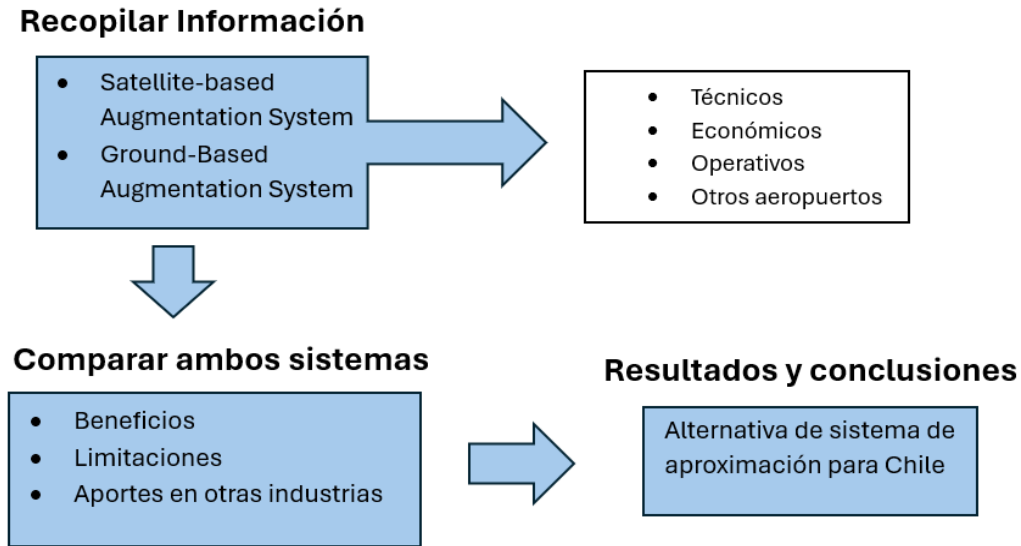 Recopilar Información
• Satellite-based
Augmentation System
• Ground-Based
Augmentation System
• Técnicos
• Económicos
• Operativos
• Otros aeropuertos
Comparar ambos sistemas
• Beneficios
• Limitaciones
• Aportes en otras industrias
Resultados y conclusiones
Alternativa de sistema de
aproximación para Chile